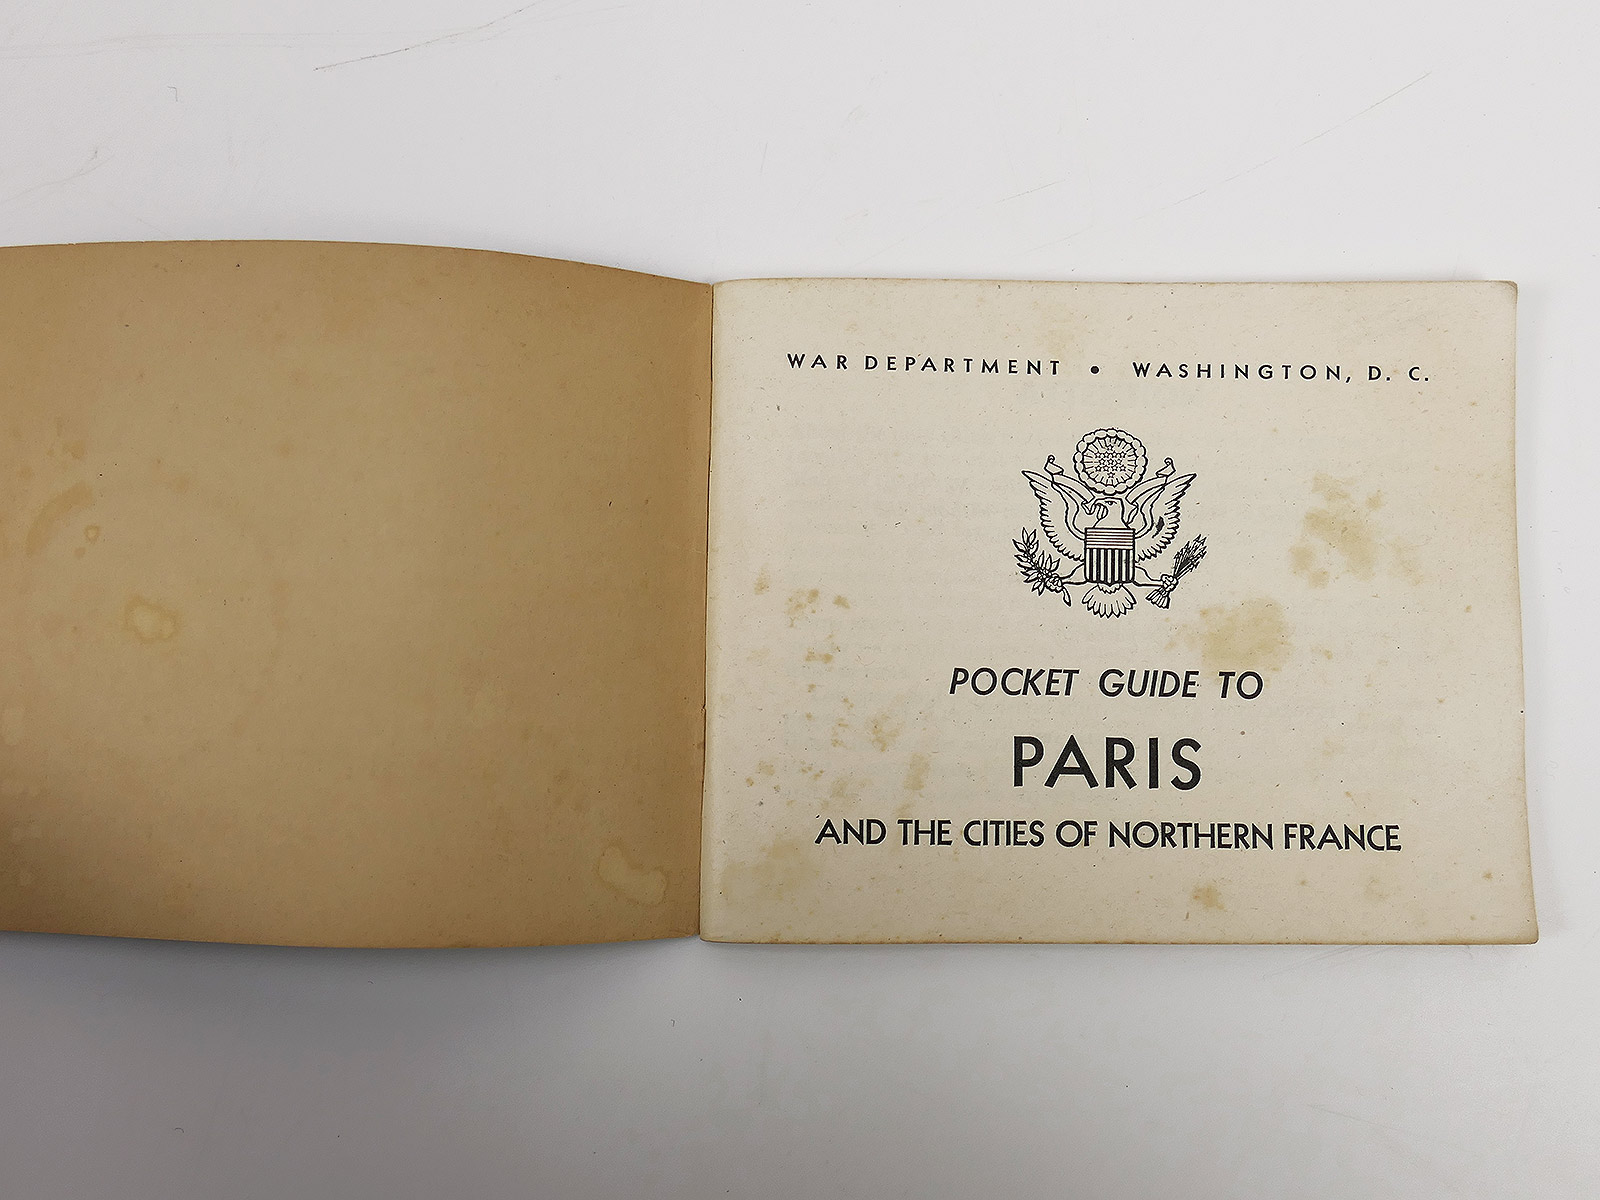 WAR DEPARTMENT • WASHINGTON, D. C.
POCKET GUIDE TO
PARIS
AND THE CITIES OF NORTHERN FRANCE